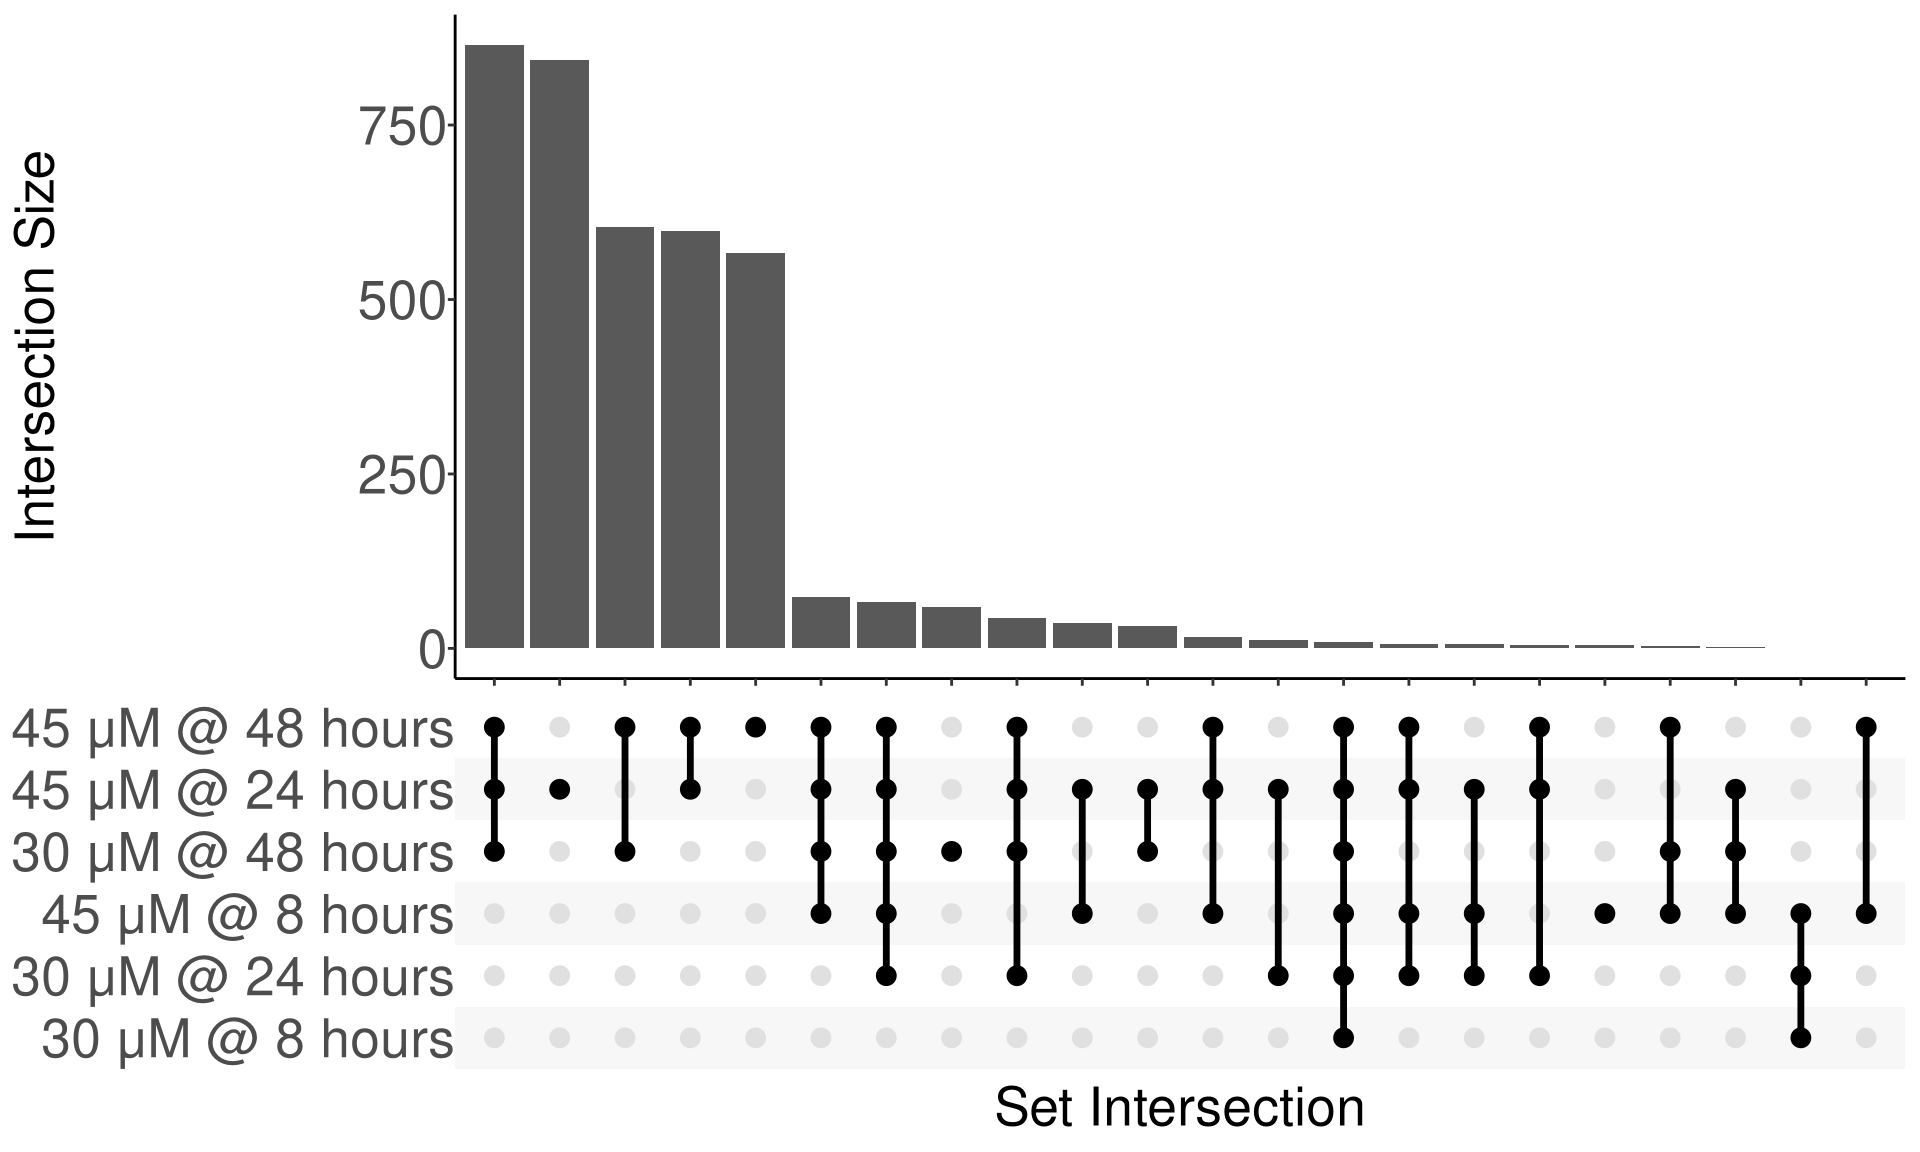 Intersection Size
750
500
250
0
45 µM @ 48 hours
45 µM @ 24 hours
30 µM @ 48 hours
45 µM @ 8 hours
30 µM @ 24 hours
30 µM @ 8 hours
Set Intersection